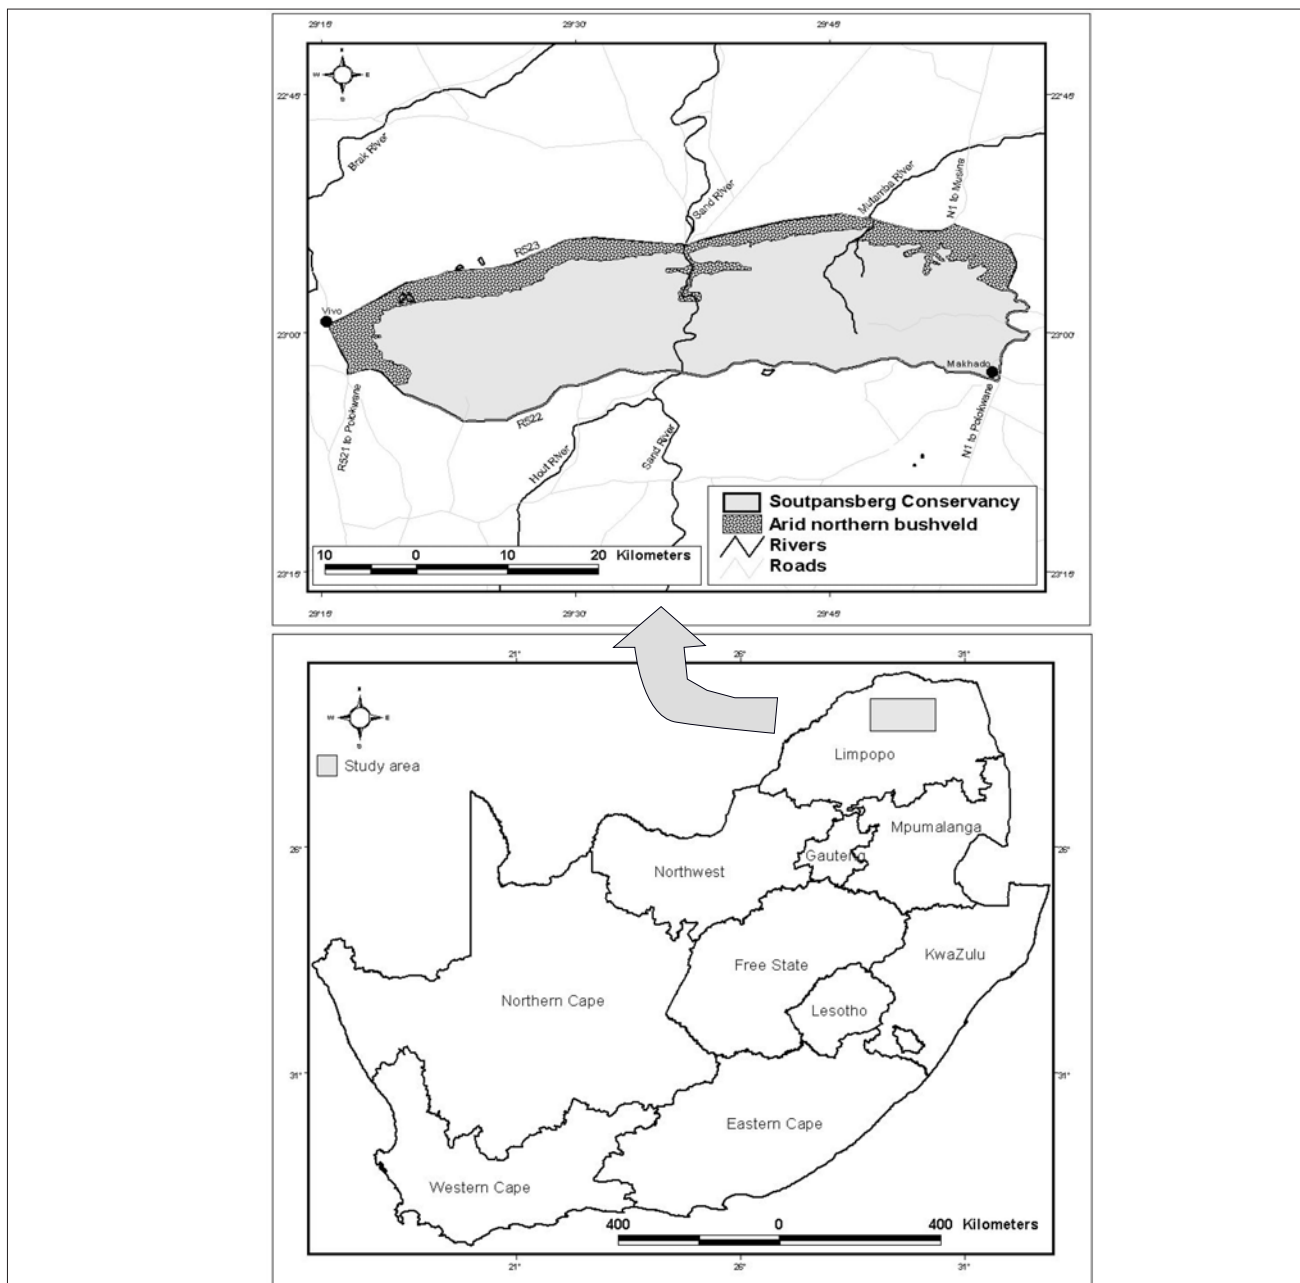 29°15' 29°30' 29°45'
W E
S
22°45' 22°45'
Brak River
Sand River
Mutamba River
N1 to Musina
R523
Vivo
23°00' 23°00'
Makhado
R521 to Polokwane
R522
Hout River
Sand River
N1 to Polokwane
Soutpansberg Conservancy
Arid northern bushveld
Rivers
Roads
10 0 10 20 Kilometers
23°15' 23°15'
29°15' 29°30' 29°45'
21° 26° 31°
W E
S
Study area
Limpopo
Mpumalanga
26° 26°
Gauteng
Northwest
KwaZulu
Free State
Northern Cape
Lesotho
31° 31°
Eastern Cape
Western Cape
400 0 400 Kilometers
21° 26° 31°